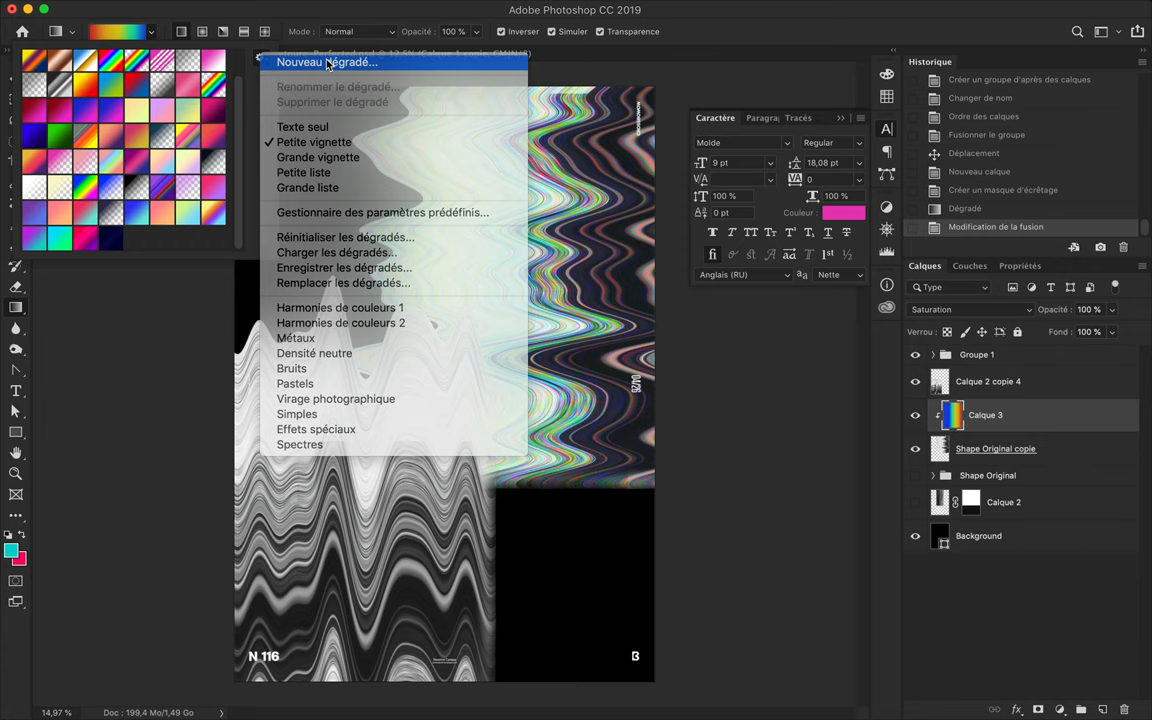 Adobe Photoshop CC 2019
Mode : Normal Opacité : 100 % Inverser Simuler Transparence
Nouveau dégradé...
Renommer le dégradé...
Supprimer le dégradé
Texte seul
Petite vignette
Grande vignette
Petite liste
Grande liste
Gestionnaire des paramètres prédéfinis...
Réinitialiser les dégradés...
Charger les dégradés...
Enregistrer les dégradés...
Remplacer les dégradés...
Harmonies de couleurs 1
Harmonies de couleurs 2
Métaux
Densité neutre
Bruits
Pastels
Virage photographique
Simples
Effets spéciaux
Spectres
04/26
N 116
B
Caractère Paragra Tracés
Molde Regular
9 pt 18,08 pt
0
100 % 100 %
0 pt Couleur :
Anglais (RU) Nette
Historique
Créer un groupe d'après des calques
Changer de nom
Ordre des calques
Fusionner le groupe
Déplacement
Nouveau calque
Créer un masque d'écrêtage
Dégradé
Modification de la fusion
Calques Couches Propriétés
Type
Saturation Opacité : 100 %
Verrou : Fond : 100 %
Groupe 1
Calque 2 copie 4
Calque 3
Shape Original copie
Shape Original
Calque 2
Background
14,97 % Doc : 199,4 Mo/1,49 Go